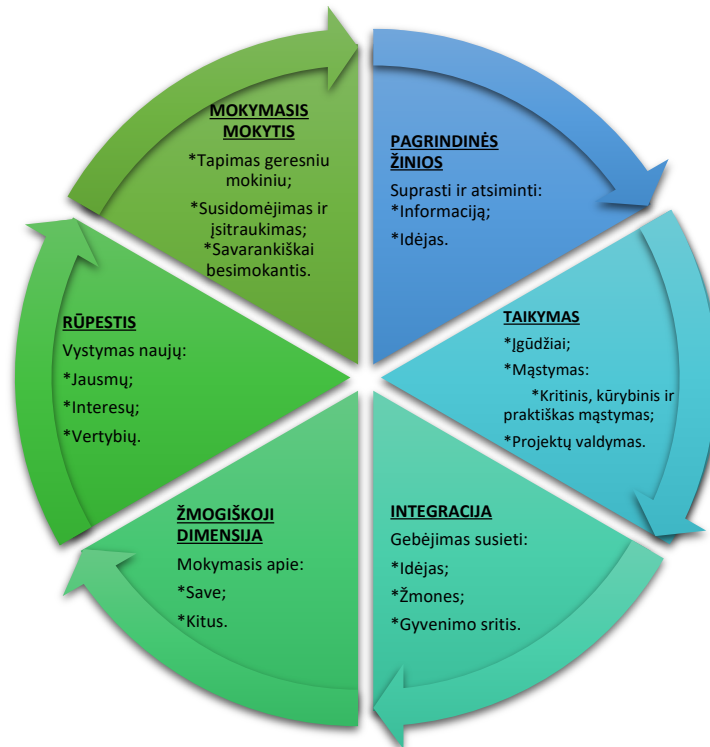 MOKYMASIS
MOKYTIS
*Tapimas geresniu
mokiniu;
*Susidomėjimas ir
įsitraukimas;
*Savarankiškai
besimokantis.
PAGRINDINĖS
ŽINIOS
Suprasti ir atsiminti:
*Informaciją;
*Idėjas.
RŪPESTIS
Vystymas naujų:
*Jausmų;
*Interesų;
*Vertybių.
TAIKYMAS
*Įgūdžiai;
*Mąstymas:
*Kritinis, kūrybinis ir
praktiškas mąstymas;
*Projektų valdymas.
ŽMOGIŠKOJI
DIMENSIJA
Mokymasis apie:
*Save;
*Kitus.
INTEGRACIJA
Gebėjimas susieti:
*Idėjas;
*Žmones;
*Gyvenimo sritis.